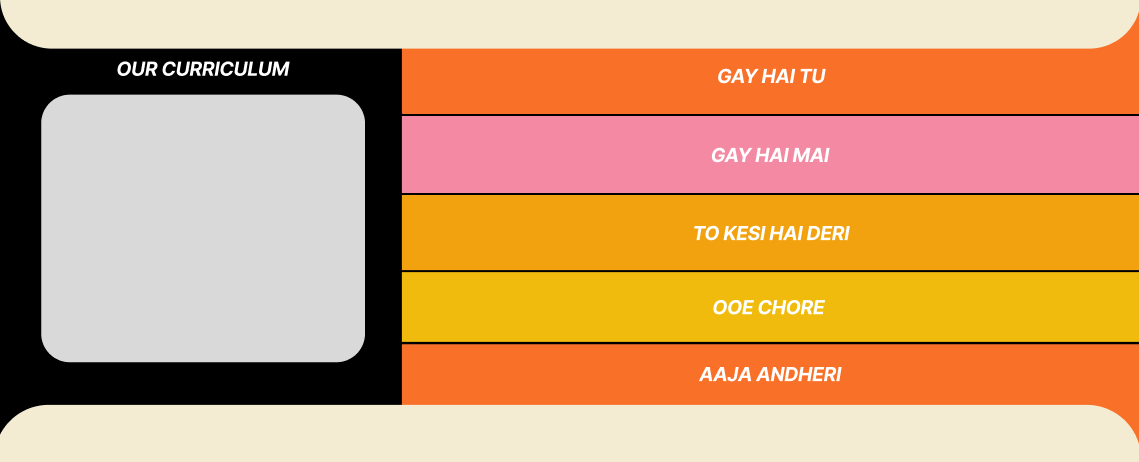 OUR CURRICULUM
GAY HAI TU
GAY HAI MAI
TO KESI HAI DERI
OOE CHORE
AAJA ANDHERI